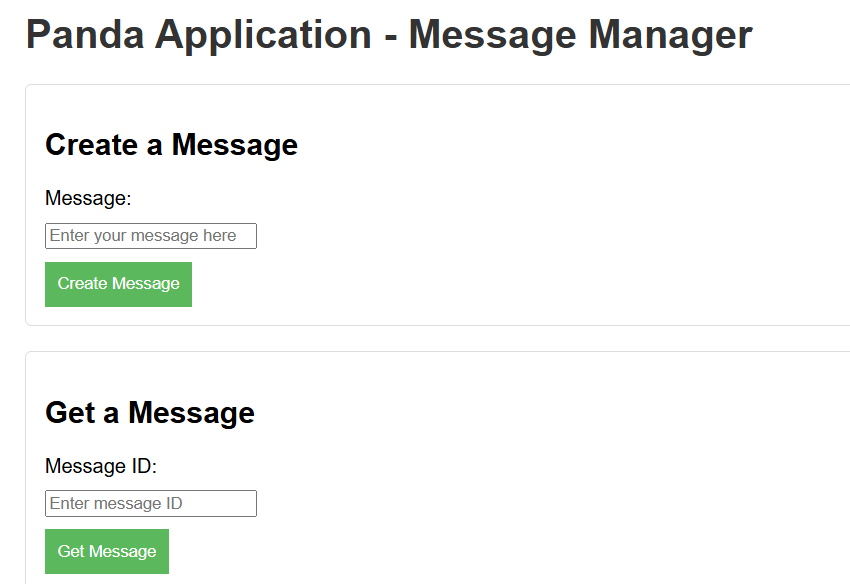 Panda Application - Message Manager
Create a Message
Message:
Enter your message here
Create Message
Get a Message
Message ID:
Enter message ID
Get Message